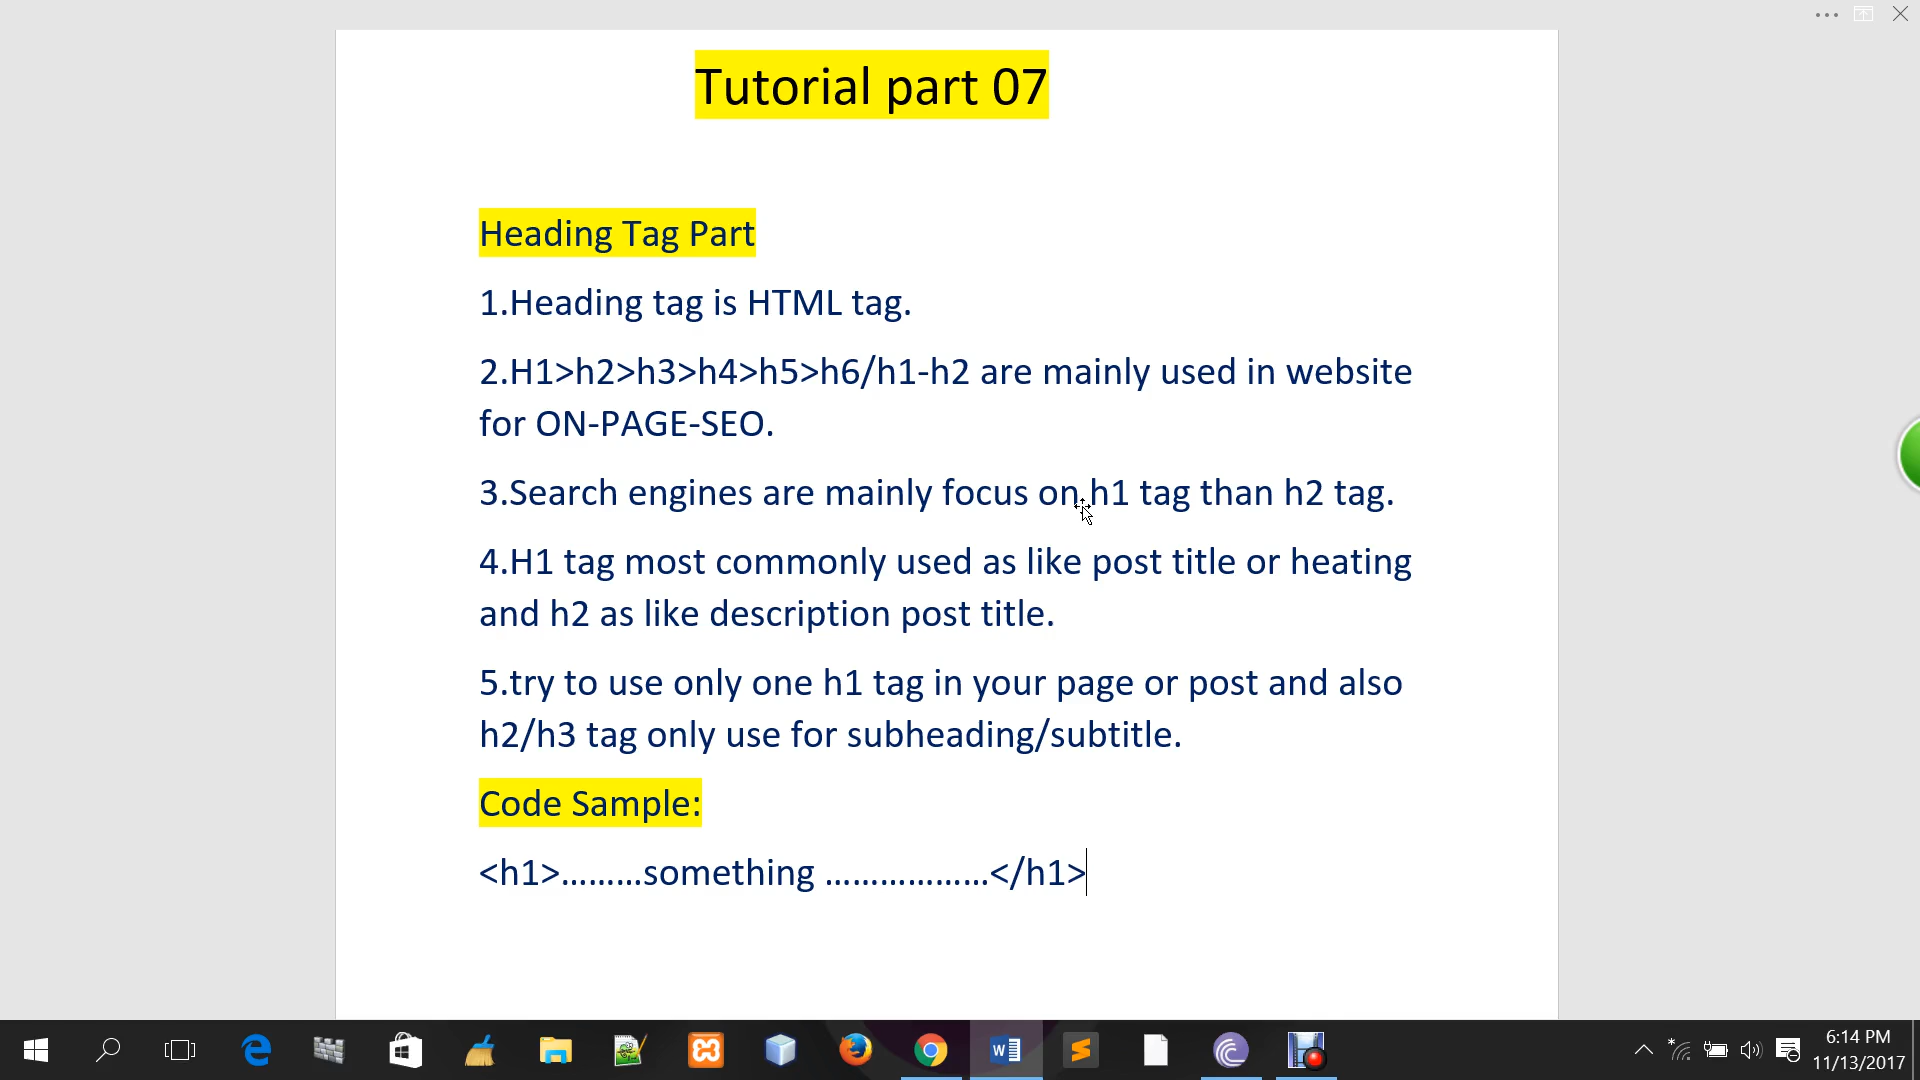 Tutorial part 07
Heading Tag Part
1.Heading tag is HTML tag.
2.H1>h2>h3>h4>h5>h6/h1-h2 are mainly used in website
for ON-PAGE-SEO.
3.Search engines are mainly focus on h1 tag than h2 tag.
4.H1 tag most commonly used as like post title or heating
and h2 as like description post title.
5.try to use only one h1 tag in your page or post and also
h2/h3 tag only use for subheading/subtitle.
Code Sample:
<h1>.........something ..................</h1>
6:14 PM
11/13/2017